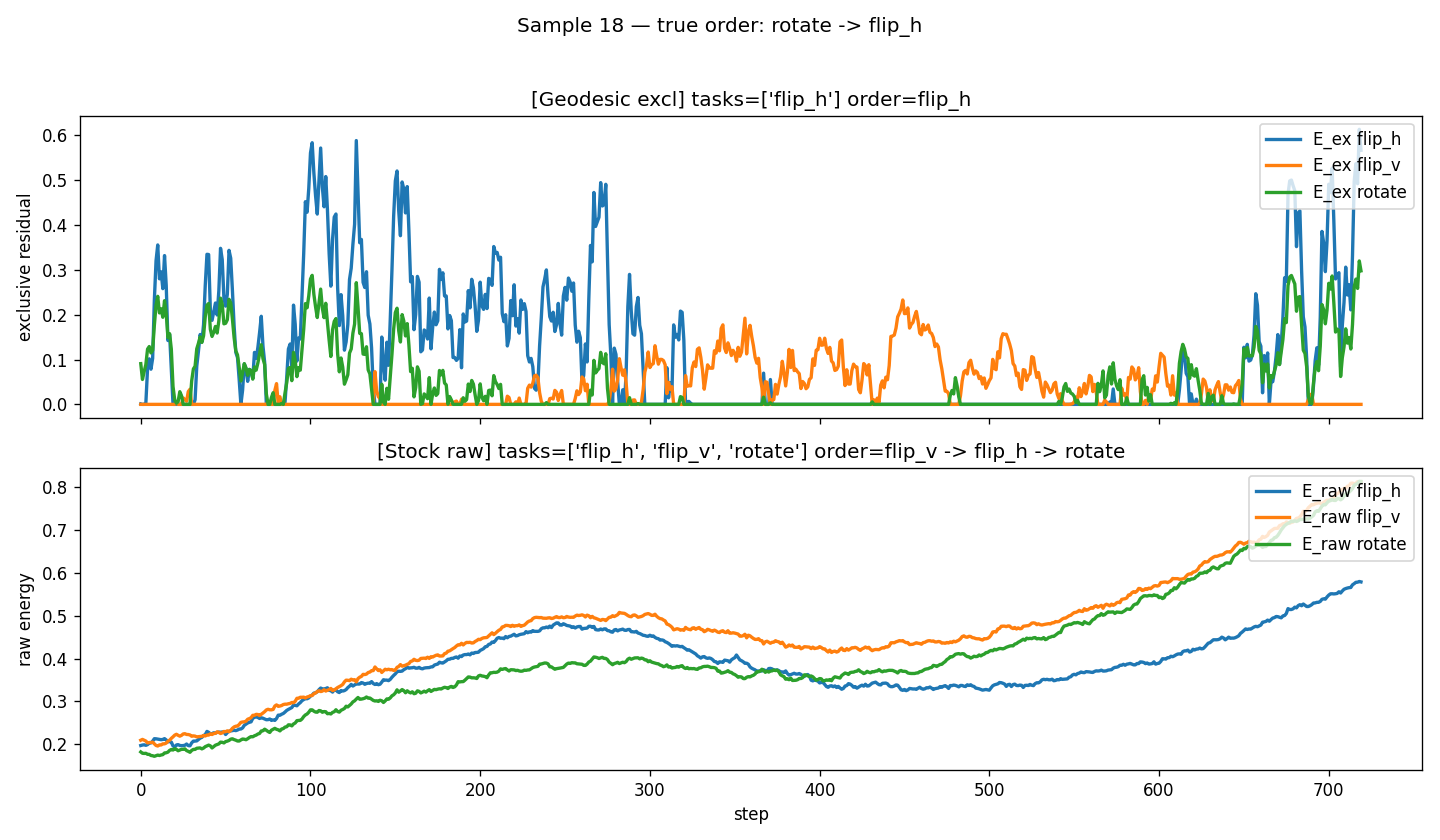 Sample 18 — true order: rotate -> flip_h
[Geodesic excl] tasks=['flip_h'] order=flip_h
exclusive residual
0.6
0.5
0.4
0.3
0.2
0.1
0.0
E_ex flip_h
E_ex flip_v
E_ex rotate
[Stock raw] tasks=['flip_h', 'flip_v', 'rotate'] order=flip_v -> flip_h -> rotate
raw energy
0.8
0.7
0.6
0.5
0.4
0.3
0.2
E_raw flip_h
E_raw flip_v
E_raw rotate
0 100 200 300 400 500 600 700
step